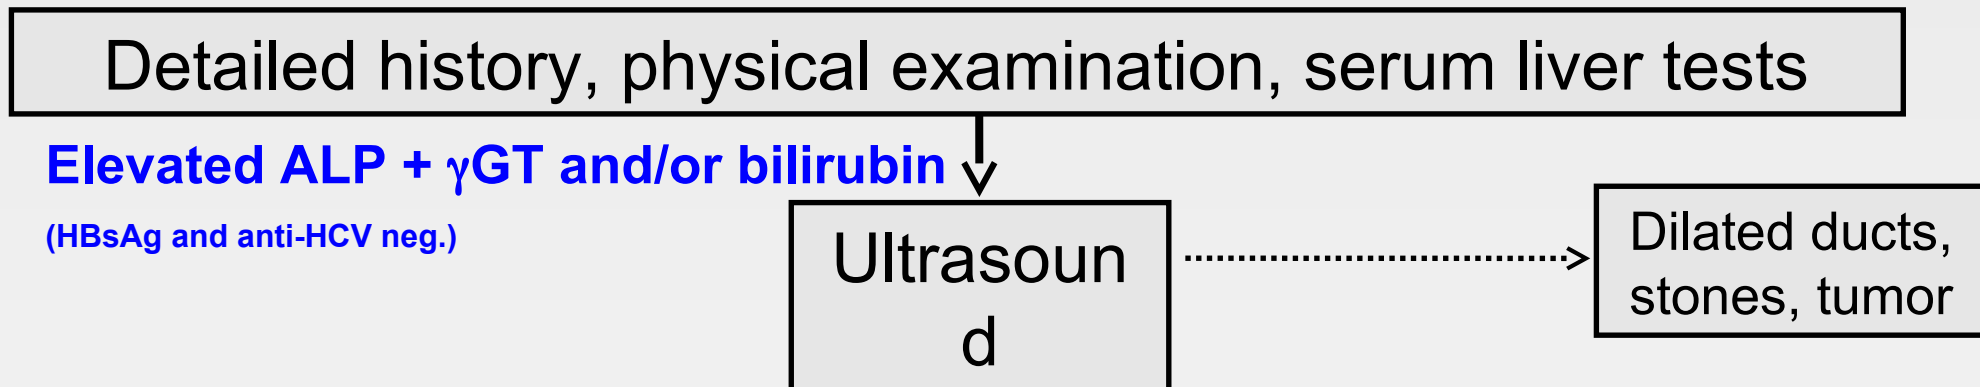 Detailed history, physical examination, serum liver tests
Elevated ALP + γGT and/or bilirubin
(HBsAg and anti-HCV neg.)
Ultrasoun
d
Dilated ducts,
stones, tumor